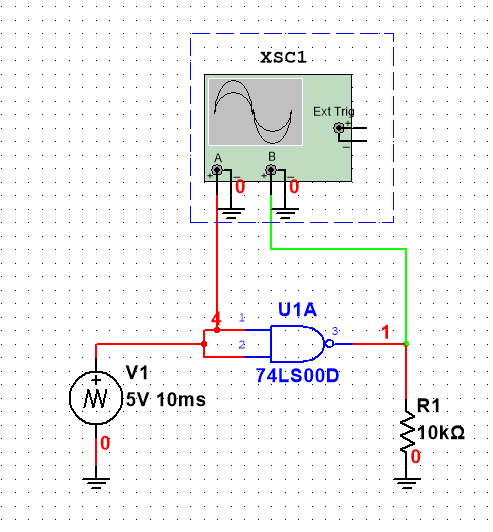 XSC1
Ext Trig
+
−
A
B
+
−
+
−
0
0
4
1
2
U1A
3
74LS00D
1
V1
+
5V 10ms
0
R1
10kΩ
0